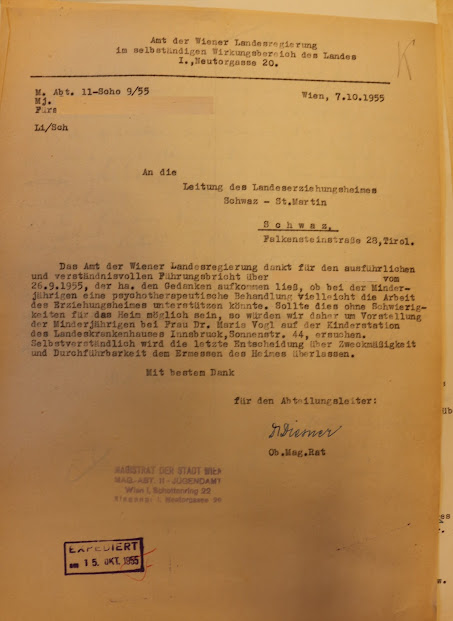 Amt der Wiener Landesregierung
im selbständigen Wirkungsbereich des Landes
I.,Neutorgasse 20.
K
M. Abt. 11-Scho 9/55
Wien, 7.10.1955
Mj.
Fürs
Li/Sch
An die
Leitung des Landeserziehungsheimes
Schwaz - St.Martin
Schwaz,
Falkensteinstraße 28,Tirol.
Das Amt der Wiener Landesregierung dankt für den ausführlichen
und verständnisvollen Führungsbricht über vom
26.9.1955, der ha. den Gedanken aufkommen ließ, ob bei der Minder-
jährigen eine psychotherapeutische Behandlung vielleicht die Arbeit
des Erziehungsheimes unterstützen könnte. Sollte dies ohne Schwierig-
keiten für das Heim möglich sein, so würden wir daher um Vorstellung
der Minderjährigen bei Frau Dr. Maria Vogl auf der Kinderstation
des Landeskrankenhauses Innsbruck,Sonnenstr. 44, ersuchen.
Selbstverständlich wird die letzte Entscheidung über Zweckmäßigkeit
und Durchführbarkeit dem Ermessen des Heimes überlassen.
Mit bestem Dank
für den Abteilungsleiter:
Ob.Mag.Rat
MAGISTRAT DER STADT WIEN
MAG.-ABT. 11 - JUGENDAMT
Wien I, Schottenring 22
Eingang: I, Neutorgasse 20
EXPEDIERT
am 15. OKT. 1955